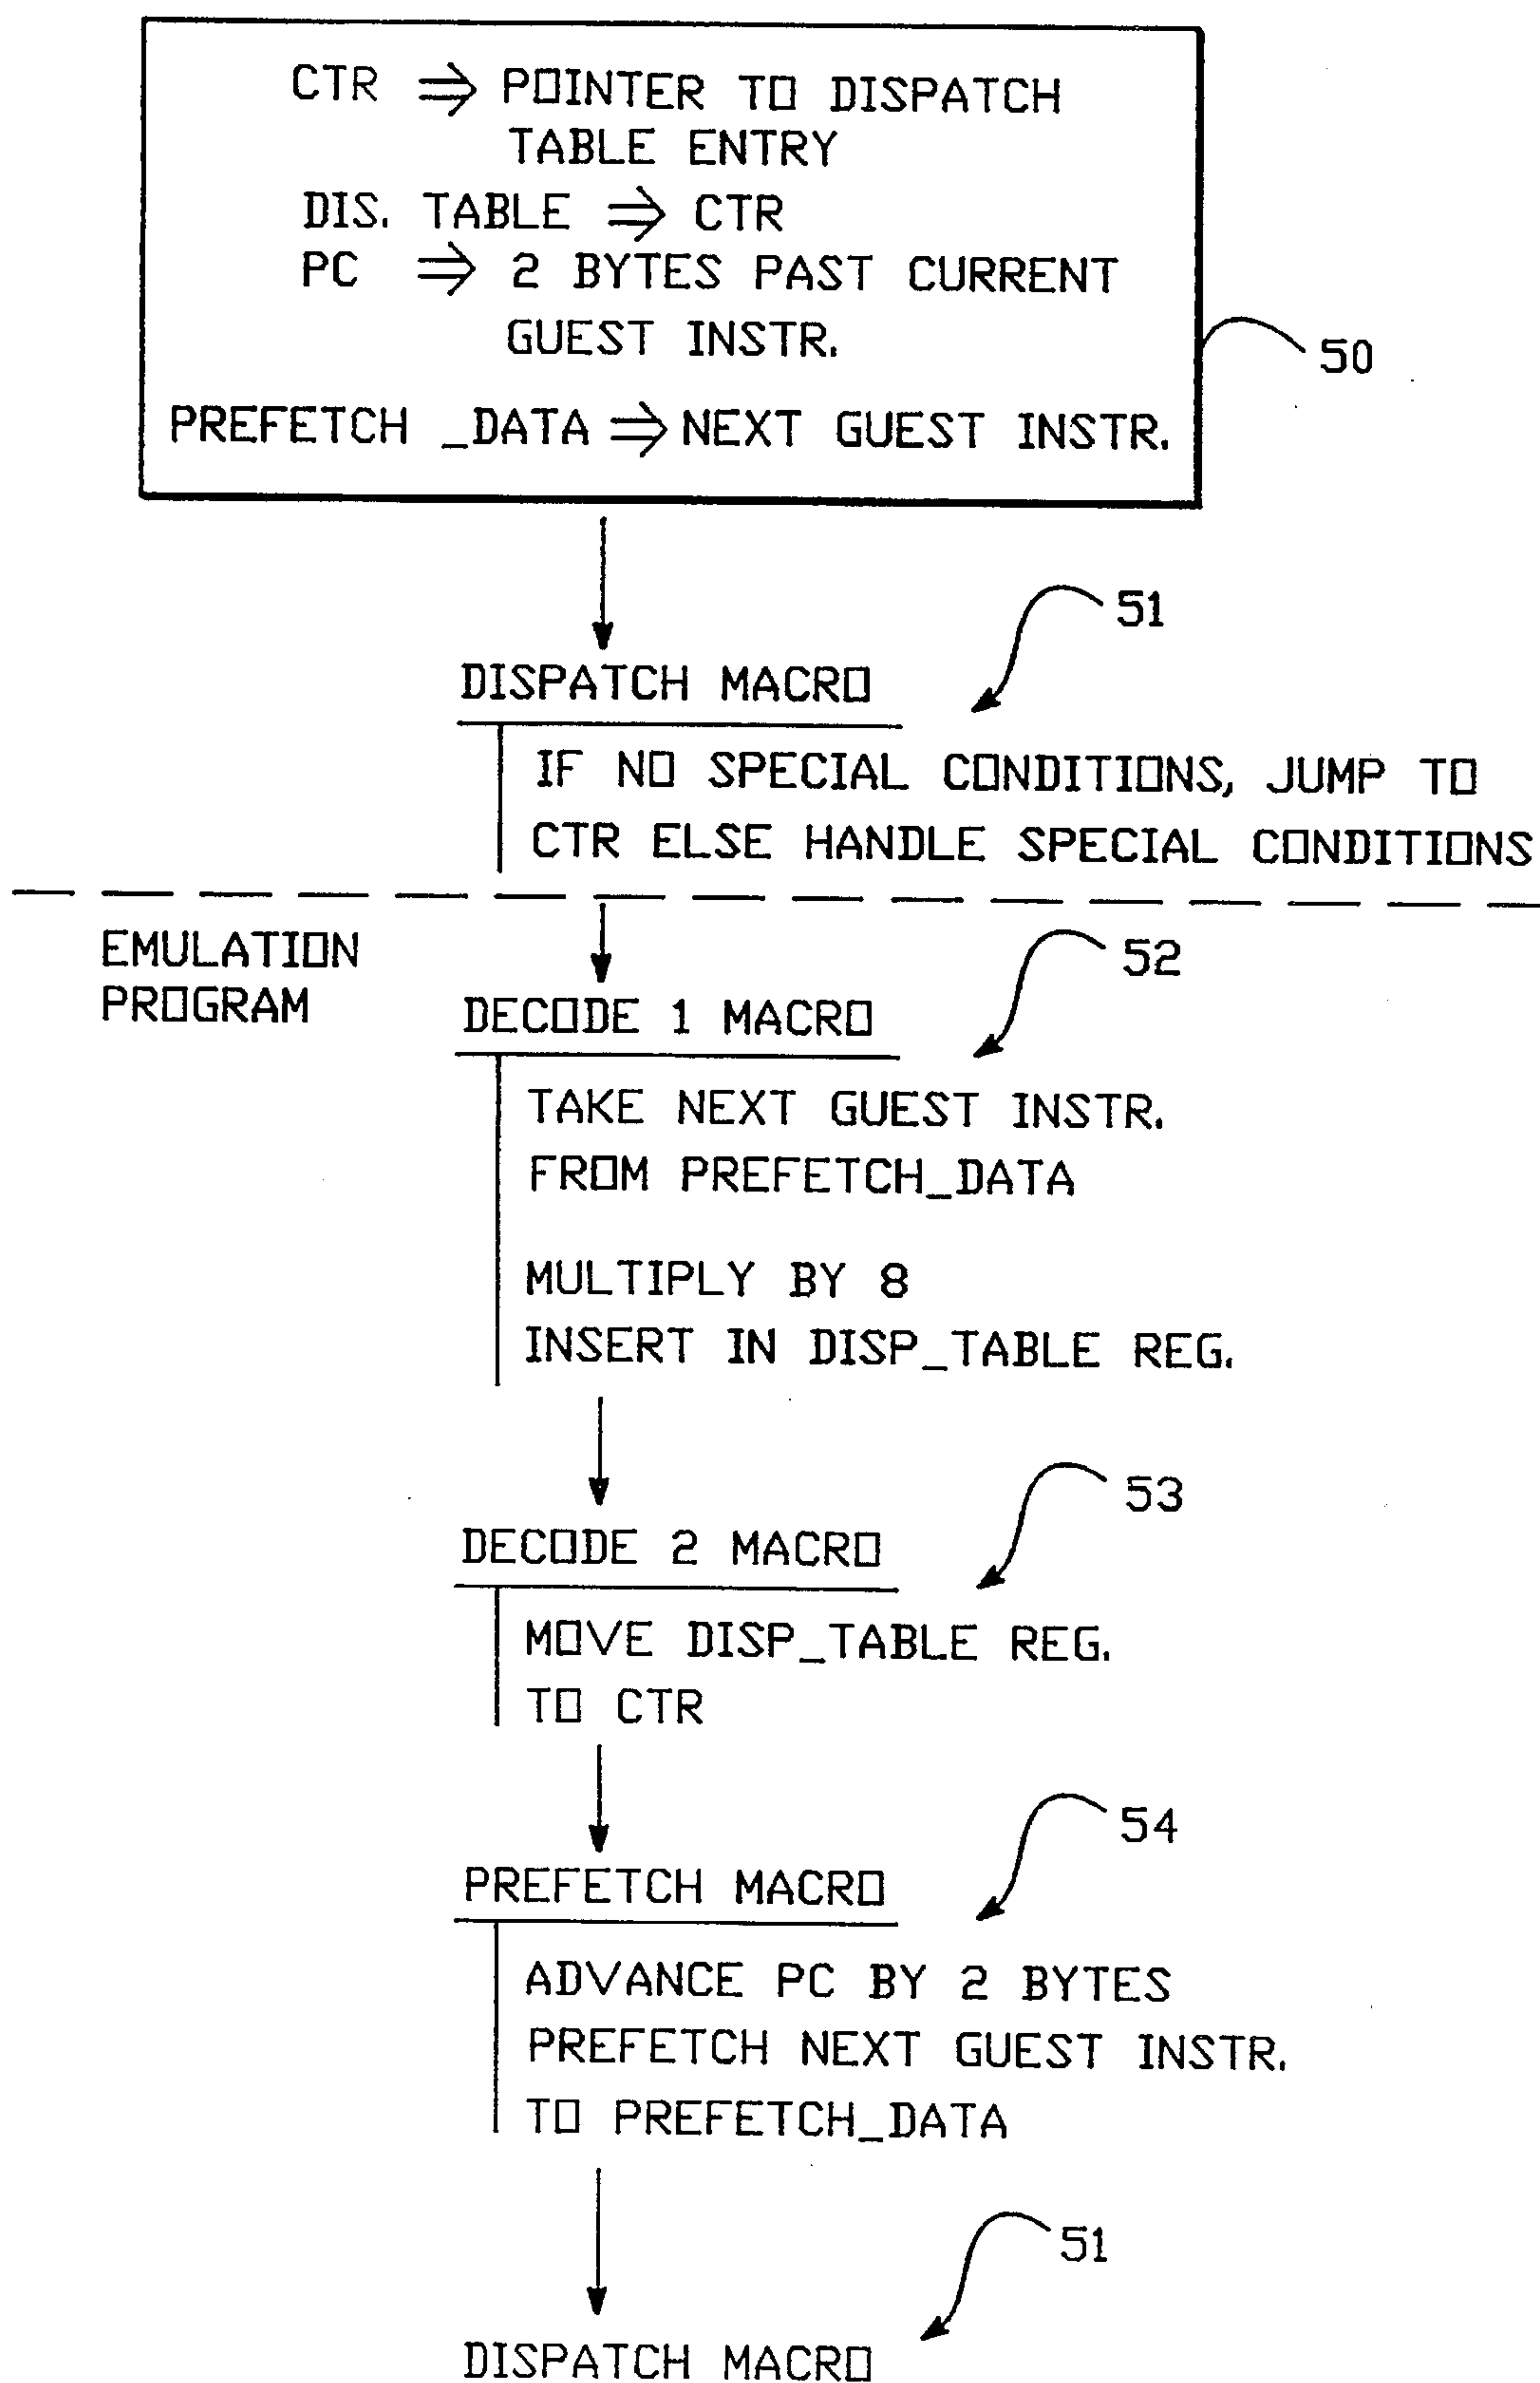 CTR ⇒ POINTER TO DISPATCH
TABLE ENTRY
DIS. TABLE ⇒ CTR
PC ⇒ 2 BYTES PAST CURRENT
GUEST INSTR.
50
PREFETCH _DATA ⇒ NEXT GUEST INSTR.
51
DISPATCH MACRO
IF NO SPECIAL CONDITIONS, JUMP TO
CTR ELSE HANDLE SPECIAL CONDITIONS
EMULATION
PROGRAM
52
DECODE 1 MACRO
TAKE NEXT GUEST INSTR.
FROM PREFETCH_DATA
MULTIPLY BY 8
INSERT IN DISP_TABLE REG.
53
DECODE 2 MACRO
MOVE DISP_TABLE REG.
TO CTR
54
PREFETCH MACRO
ADVANCE PC BY 2 BYTES
PREFETCH NEXT GUEST INSTR.
TO PREFETCH_DATA
51
DISPATCH MACRO